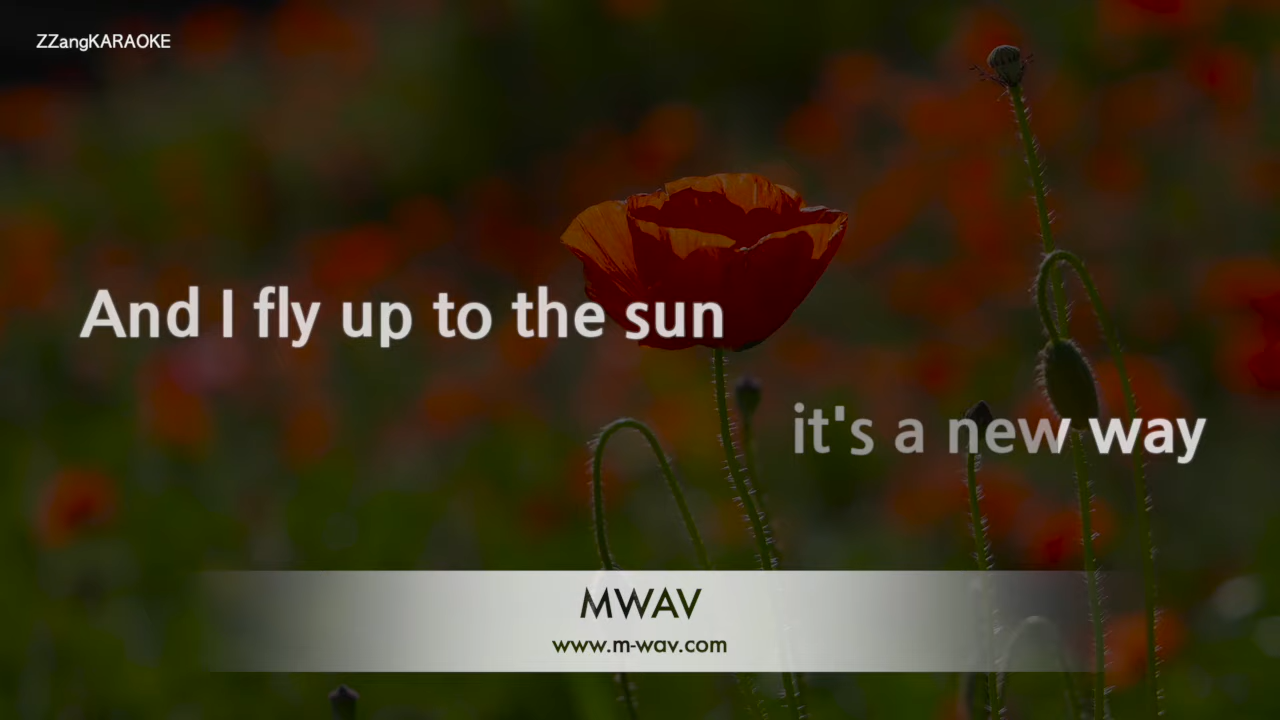 ZZangKARAOKE
And I fly up to the sun
it's a new way
MWAV
www.m-wav.com